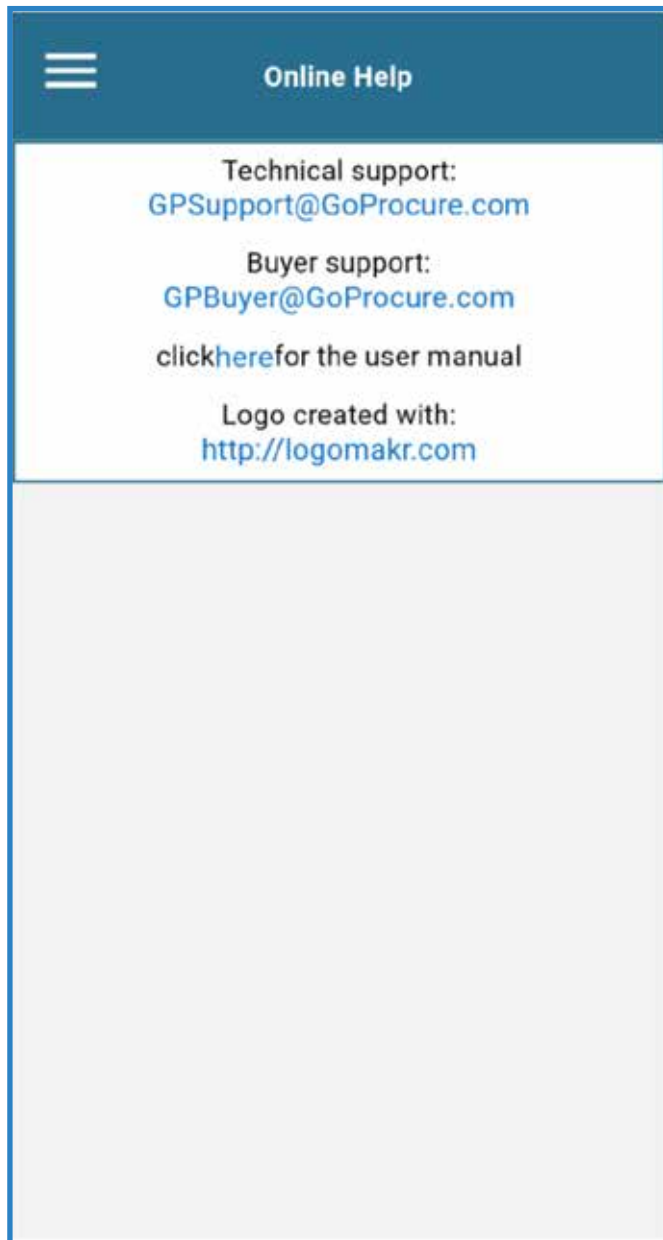 Online Help
Technical support:
GPSupport@GoProcure.com
Buyer support:
GPBuyer@GoProcure.com
clickherefor the user manual
Logo created with:
http://logomakr.com